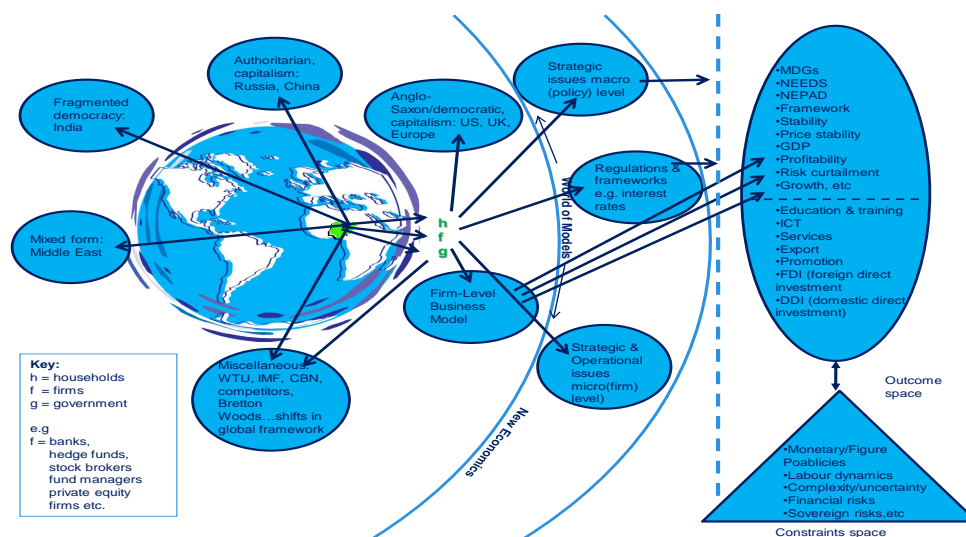 Authoritarian,
capitalism:
Russia, China
Fragmented
democracy:
India
Anglo-
Saxon/democratic,
capitalism: US, UK,
Europe
Strategic
issues macro
(policy) level
Mixed form:
Middle East
h
f
g
World of Models
Regulations &
frameworks
e.g. interest
rates
Firm-Level
Business
Model
Strategic &
Operational
issues
micro(firm)
level)
Miscellaneous:
WTU, IMF, CBN,
competitors,
Bretton
Woods…shifts in
global framework
New Economics
Key:
h = households
f = firms
g = government
e.g
f = banks,
hedge funds,
stock brokers
fund managers
private equity
firms etc.
•MDGs
•NEEDS
•NEPAD
•Framework
•Stability
•Price stability
•GDP
•Profitability
•Risk curtailment
•Growth, etc
•Education & training
•ICT
•Services
•Export
•Promotion
•FDI (foreign direct
investment
•DDI (domestic direct
investment)
Outcome
space
•Monetary/Figure
Poablicies
•Labour dynamics
•Complexity/uncertainty
•Financial risks
•Sovereign risks,etc
Constraints space